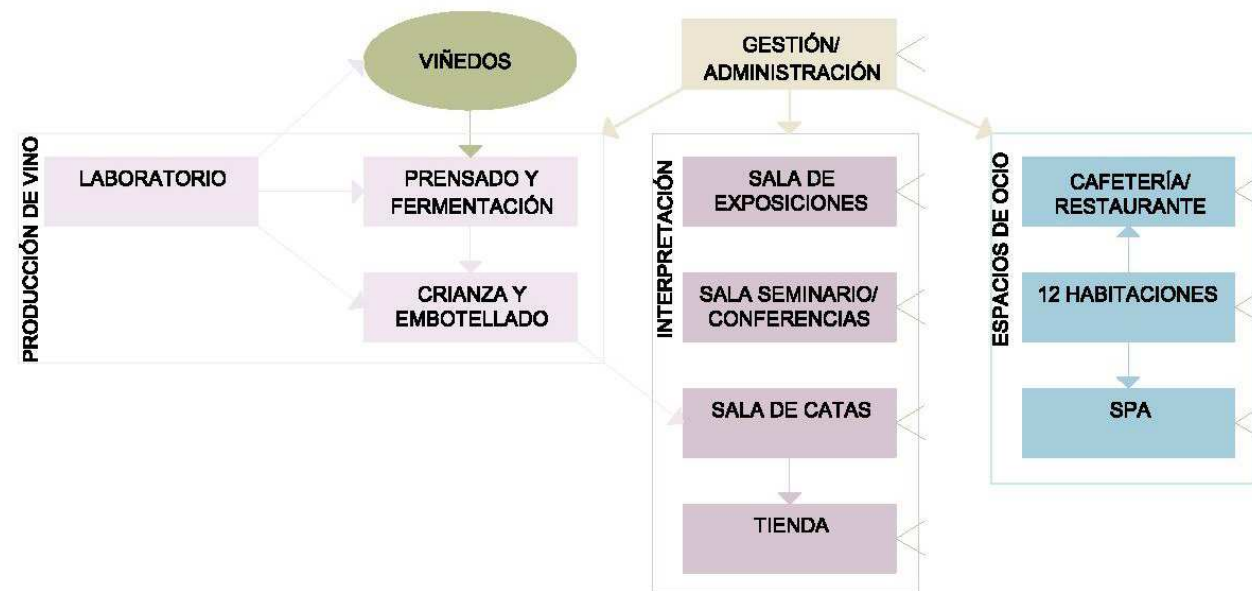 VIÑEDOS
GESTIÓN/
ADMINISTRACIÓN
PRODUCCIÓN DE VINO
LABORATORIO
PRENSADO Y
FERMENTACIÓN
CRIANZA Y
EMBOTELLADO
INTERPRETACIÓN
SALA DE
EXPOSICIONES
SALA SEMINARIO/
CONFERENCIAS
SALA DE CATAS
TIENDA
ESPACIOS DE OCIO
CAFETERÍA/
RESTAURANTE
12 HABITACIONES
SPA